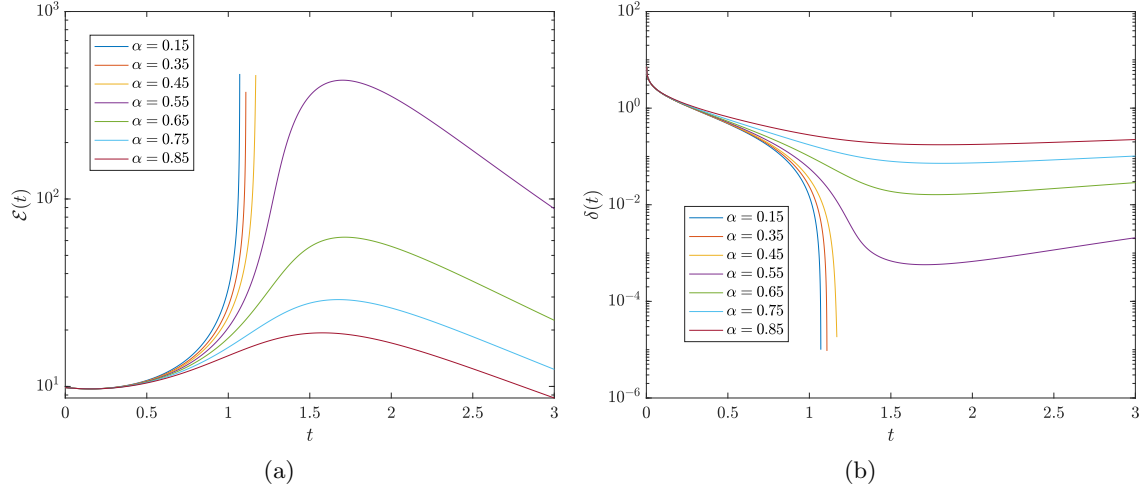 10^3
10^2
10^1
ℰ(t)
α = 0.15
α = 0.35
α = 0.45
α = 0.55
α = 0.65
α = 0.75
α = 0.85
0 0.5 1 1.5 2 2.5 3
t
(a)
10^2
10^0
10^-2
10^-4
10^-6
δ(t)
α = 0.15
α = 0.35
α = 0.45
α = 0.55
α = 0.65
α = 0.75
α = 0.85
0 0.5 1 1.5 2 2.5 3
t
(b)